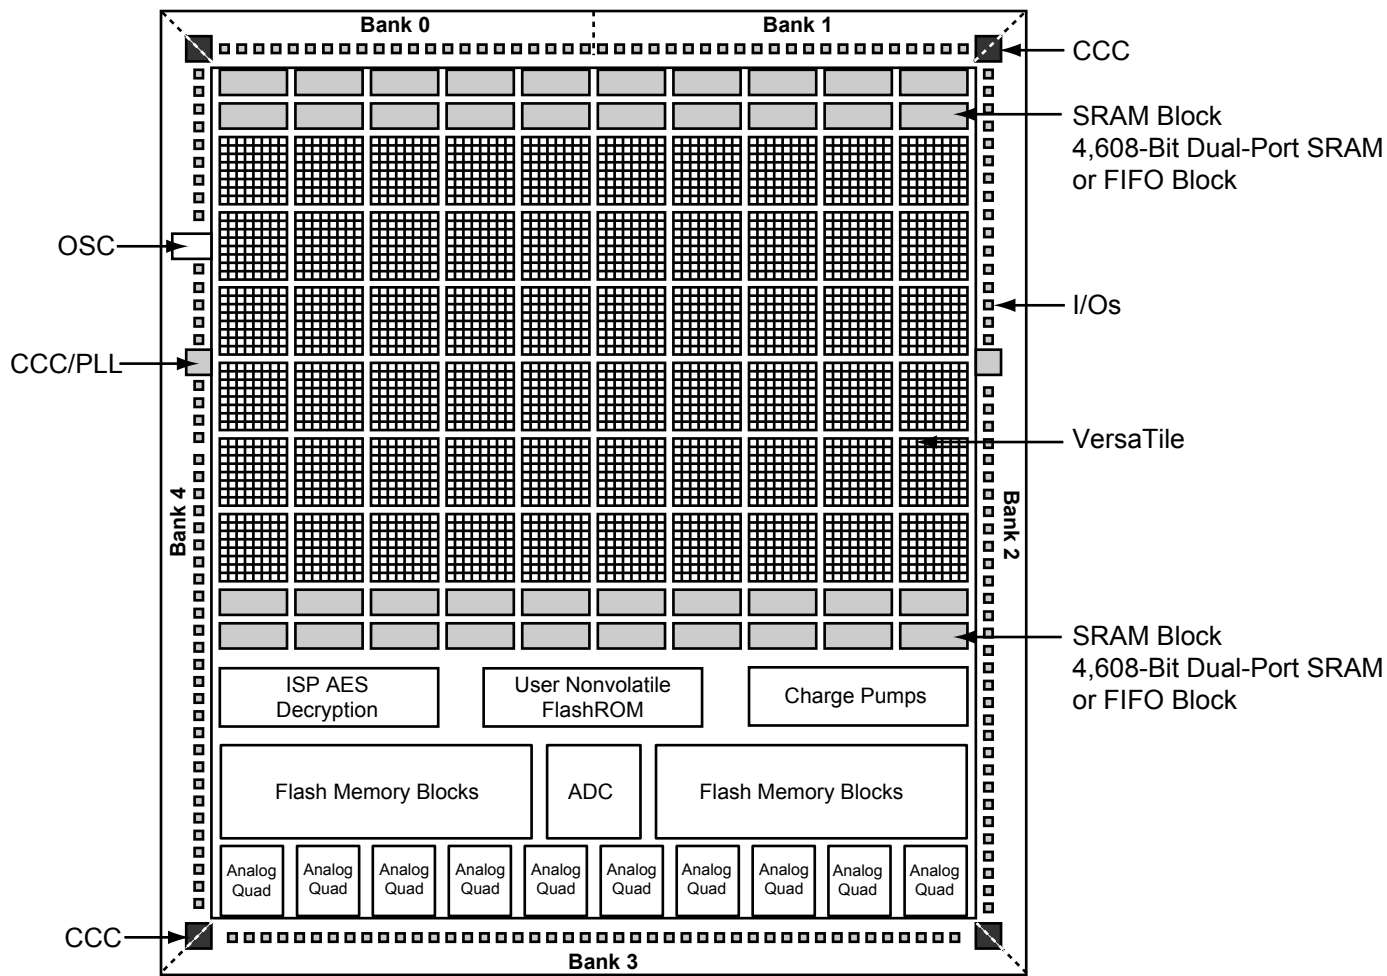 Bank 0
Bank 1
CCC
SRAM Block
4,608-Bit Dual-Port SRAM
or FIFO Block
OSC
I/Os
CCC/PLL
VersaTile
Bank 4
Bank 2
SRAM Block
4,608-Bit Dual-Port SRAM
or FIFO Block
ISP AES
Decryption
User Nonvolatile
FlashROM
Charge Pumps
Flash Memory Blocks
ADC
Flash Memory Blocks
Analog
Quad
Analog
Quad
Analog
Quad
Analog
Quad
Analog
Quad
Analog
Quad
Analog
Quad
Analog
Quad
Analog
Quad
Analog
Quad
CCC
Bank 3